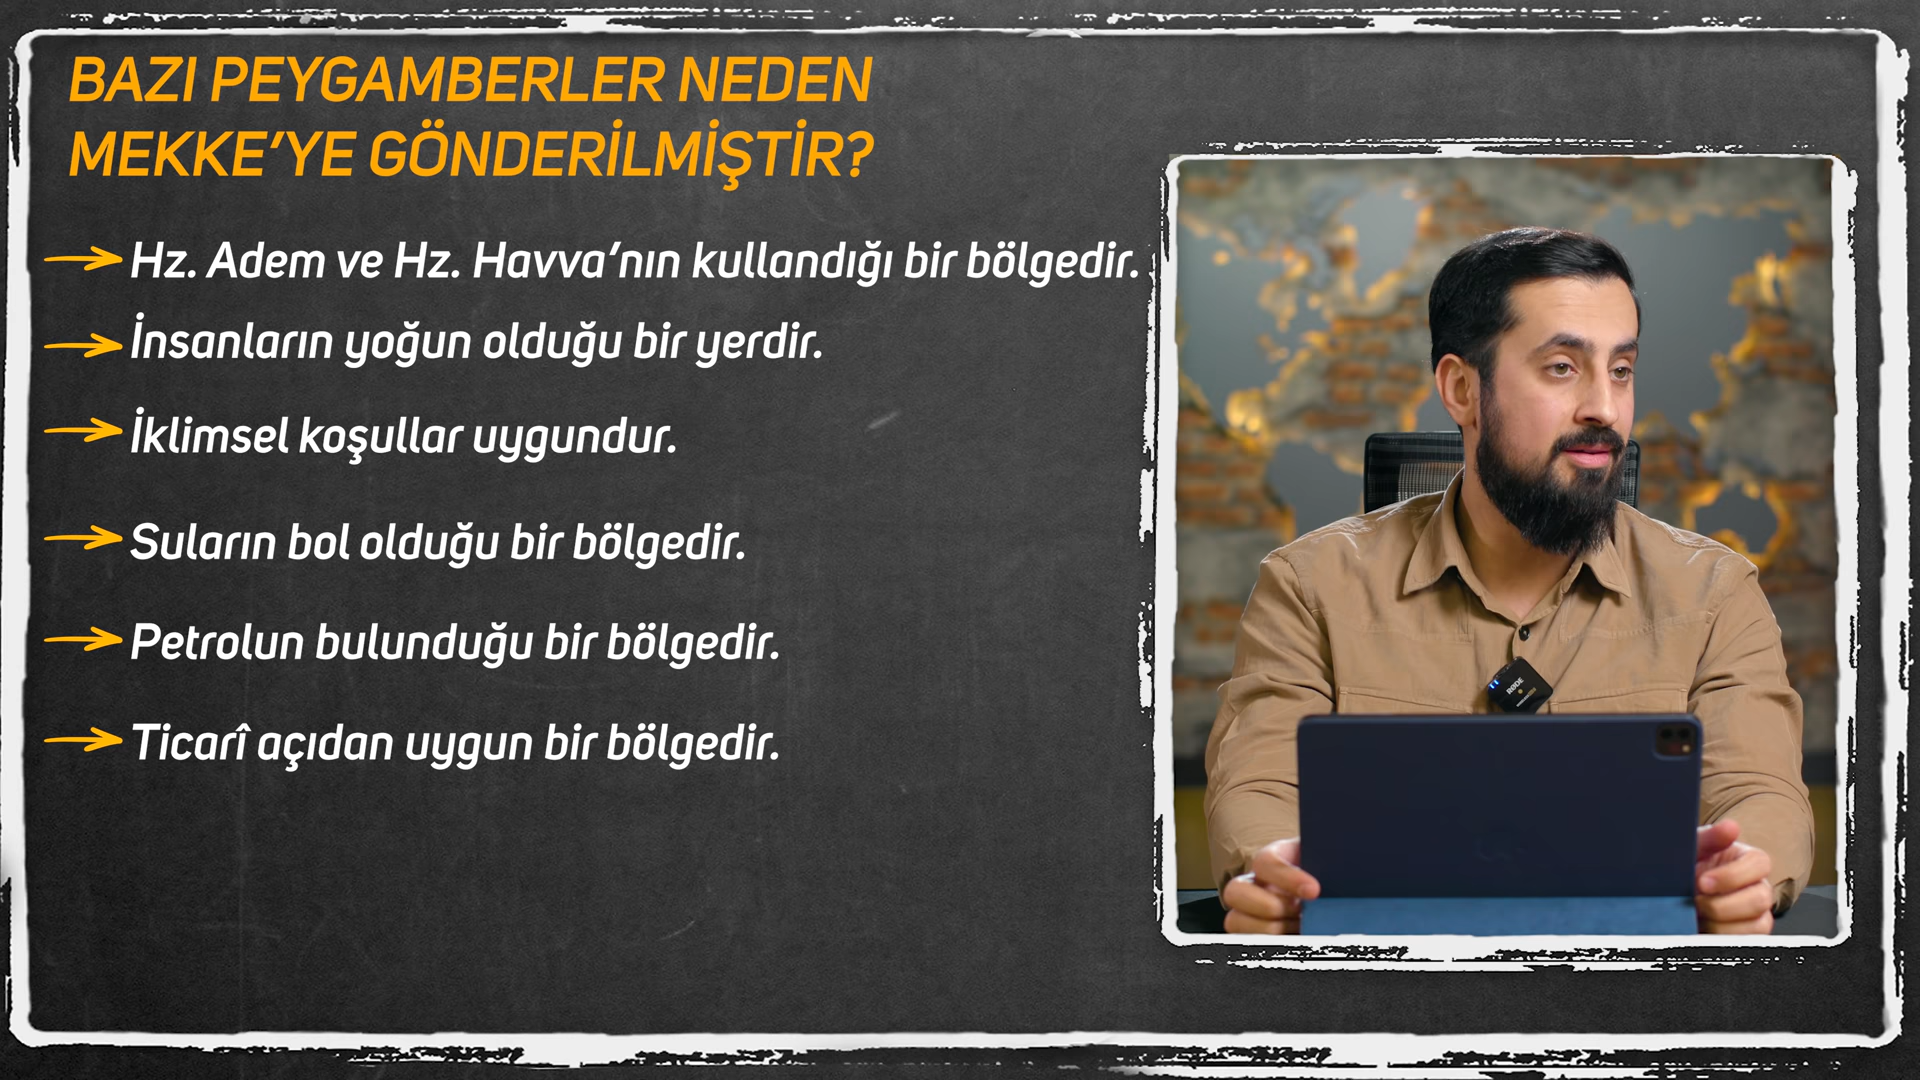 BAZI PEYGAMBERLER NEDEN
MEKKE’YE GÖNDERİLMİŞTİR?
Hz. Adem ve Hz. Havva’nın kullandığı bir bölgedir.
İnsanların yoğun olduğu bir yerdir.
İklimsel koşullar uygundur.
Suların bol olduğu bir bölgedir.
Petrolun bulunduğu bir bölgedir.
Ticarî açıdan uygun bir bölgedir.
RØDE